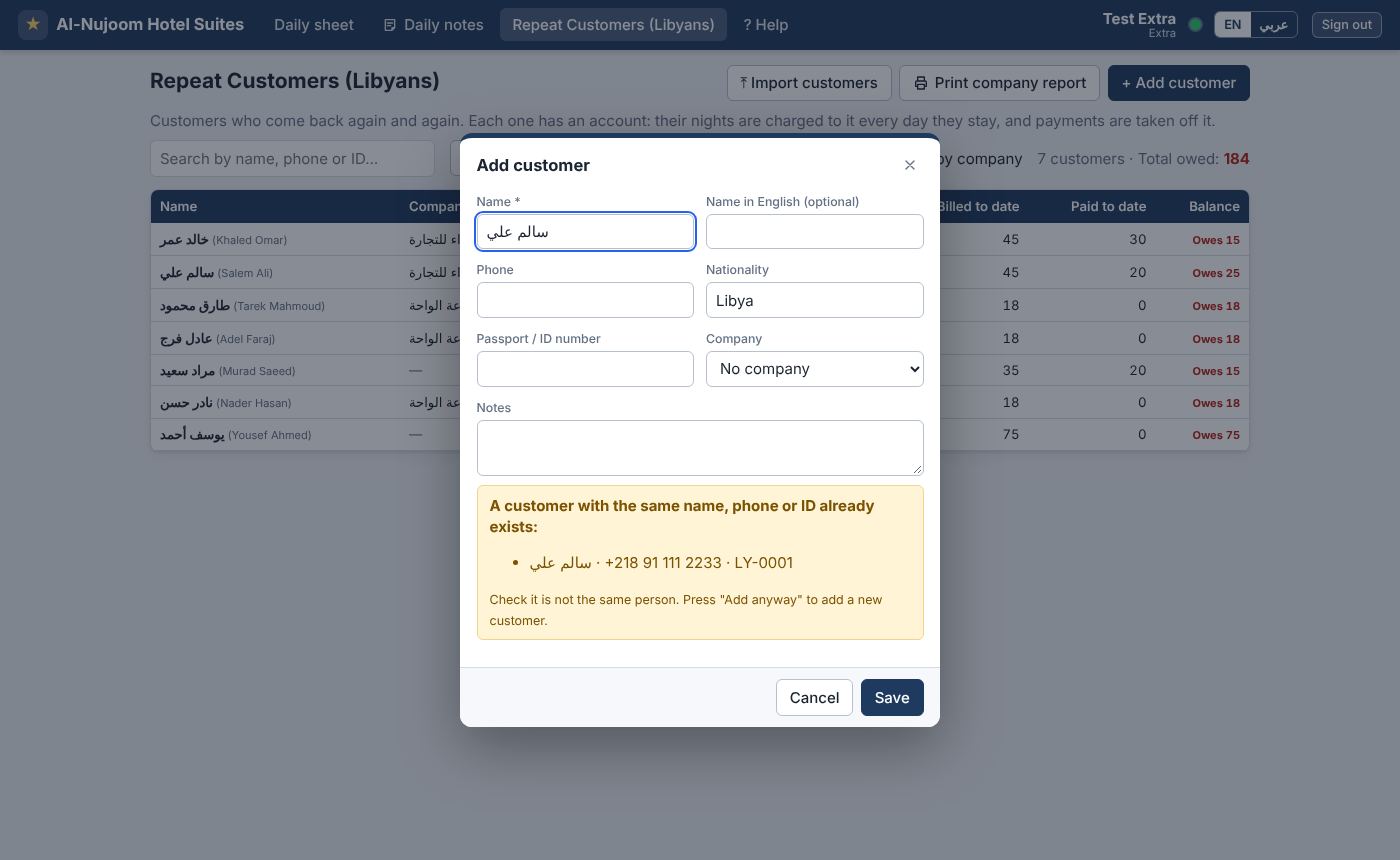 ★ Al-Nujoom Hotel Suites Daily sheet Daily notes Repeat Customers (Libyans) ? Help Test Extra Extra EN عربي Sign out
Repeat Customers (Libyans) Import customers Print company report + Add customer
Customers who come back again and again. Each one has an account: their nights are charged to it every day they stay, and payments are taken off it.
Search by name, phone or ID... by company 7 customers · Total owed: 184
Name Billed to date Paid to date Balance
خالد عمر (Khaled Omar) للتجارة 45 30 Owes 15
سالم علي (Salem Ali) للتجارة 45 20 Owes 25
طارق محمود (Tarek Mahmoud) الواحة 18 0 Owes 18
عادل فرج (Adel Faraj) الواحة 18 0 Owes 18
مراد سعيد (Murad Saeed) — 35 20 Owes 15
نادر حسن (Nader Hasan) الواحة 18 0 Owes 18
يوسف أحمد (Yousef Ahmed) — 75 0 Owes 75
Add customer ×
Name * Name in English (optional)
سالم علي
Phone Nationality
Libya
Passport / ID number Company
No company
Notes
A customer with the same name, phone or ID already
exists:
• سالم علي · +218 91 111 2233 · LY-0001
Check it is not the same person. Press "Add anyway" to add a new
customer.
Cancel Save